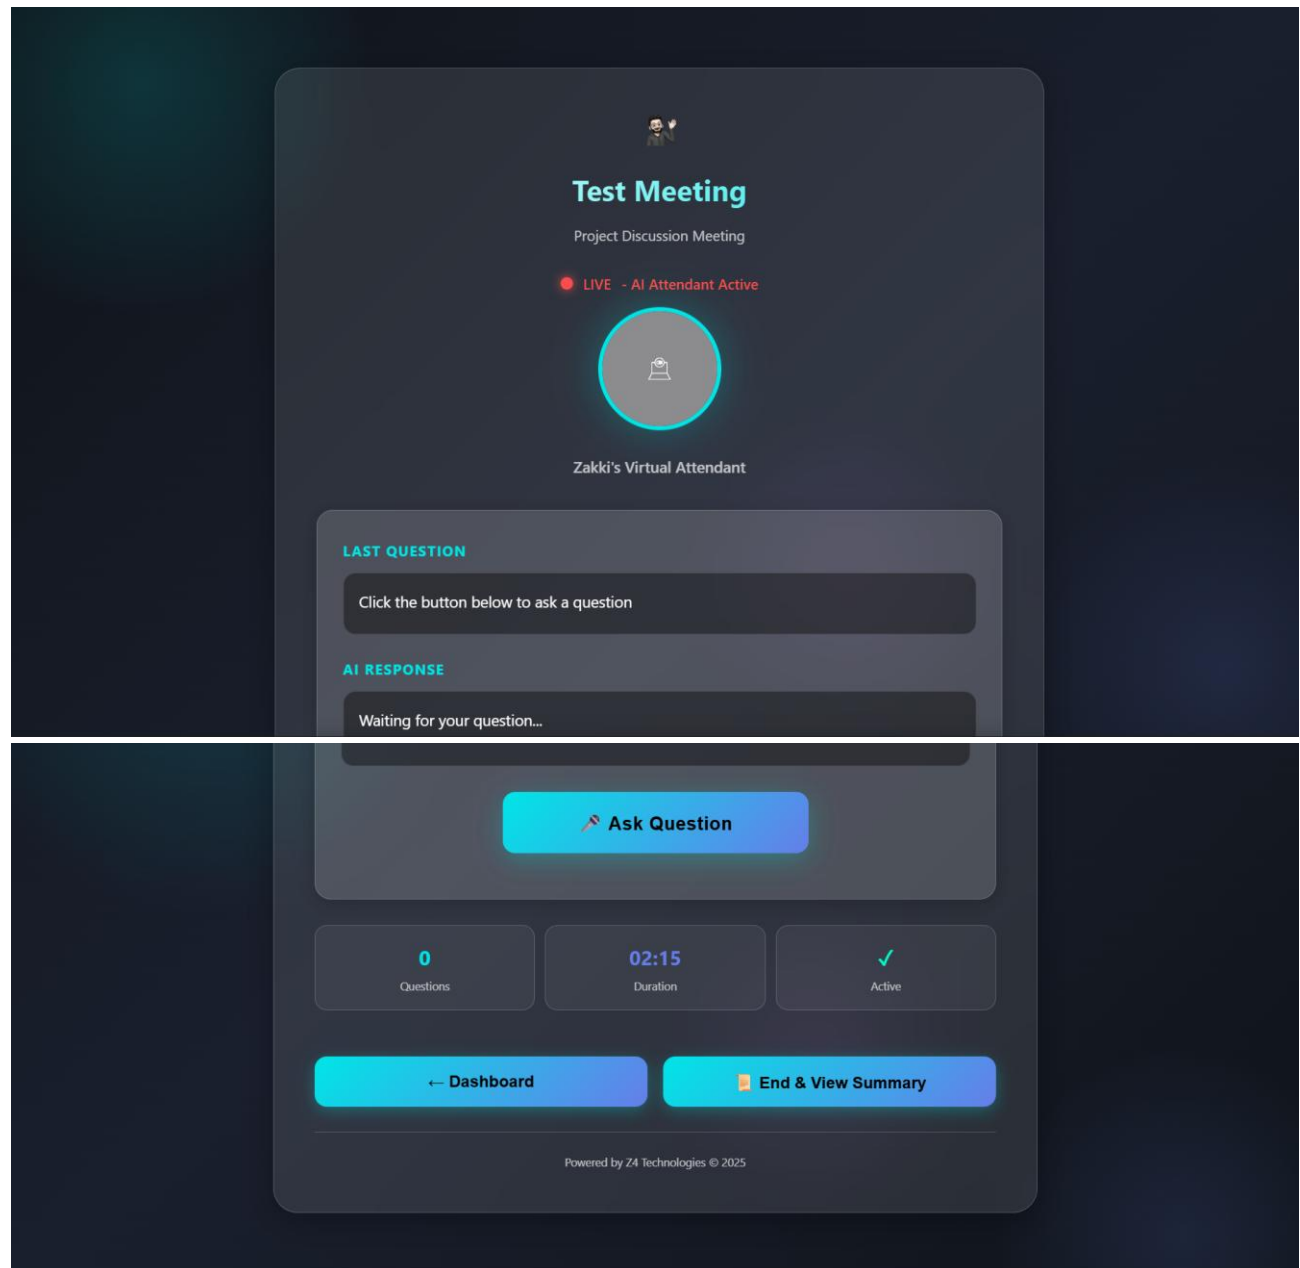 Test Meeting
Project Discussion Meeting
LIVE - AI Attendant Active
Zakki's Virtual Attendant
LAST QUESTION
Click the button below to ask a question
AI RESPONSE
Waiting for your question...
Ask Question
0
Questions
02:15
Duration
✓
Active
← Dashboard
End & View Summary
Powered by Z4 Technologies © 2025